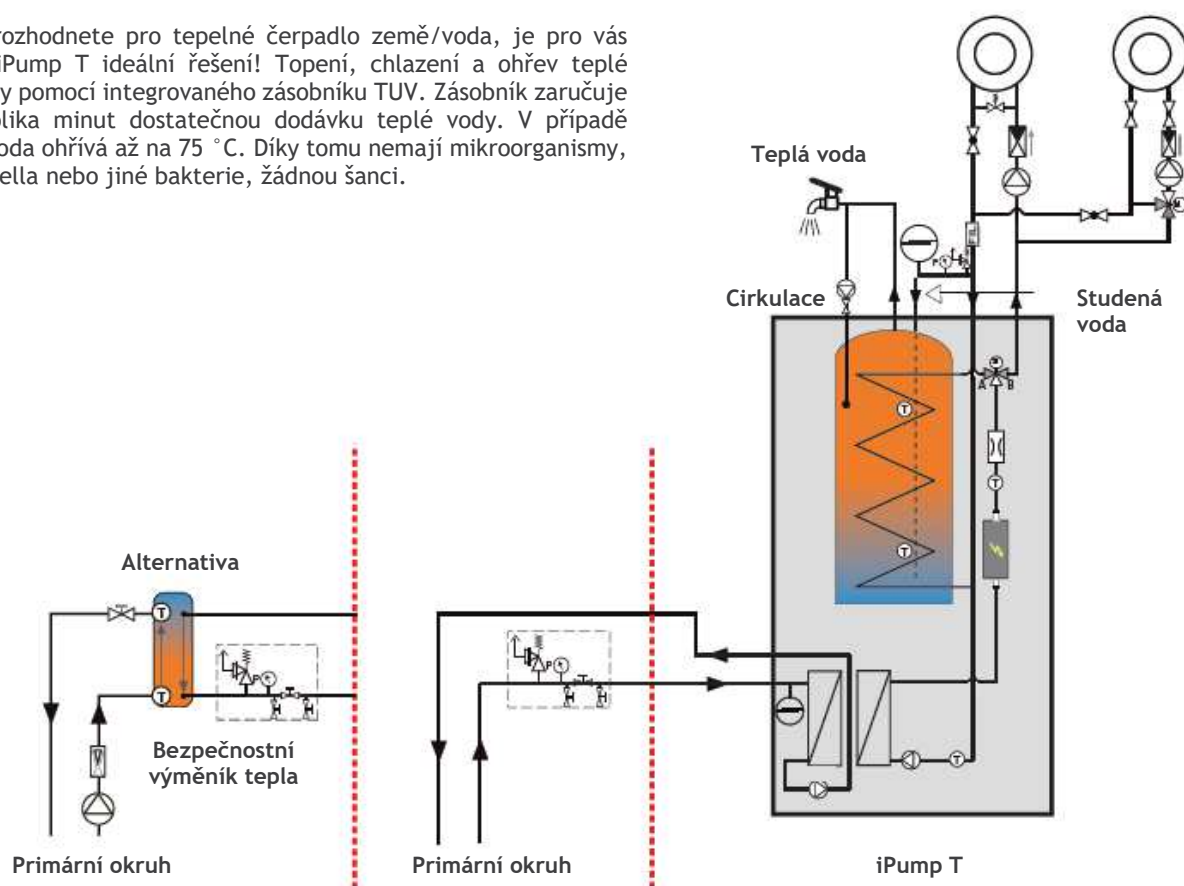 rozhodnete pro tepelné čerpadlo země/voda, je pro vás
iPump T ideální řešení! Topení, chlazení a ohřev teplé
y pomocí integrovaného zásobníku TUV. Zásobník zaručuje
olika minut dostatečnou dodávku teplé vody. V případě
oda ohřívá až na 75 °C. Díky tomu nemají mikroorganismy,
ella nebo jiné bakterie, žádnou šanci.
Teplá voda
FIL
P
Cirkulace
Studená
voda
A B
T
T
T
Alternativa
T
T
P
P
Bezpečnostní
výměník tepla
T
Primární okruh
Primární okruh
iPump T